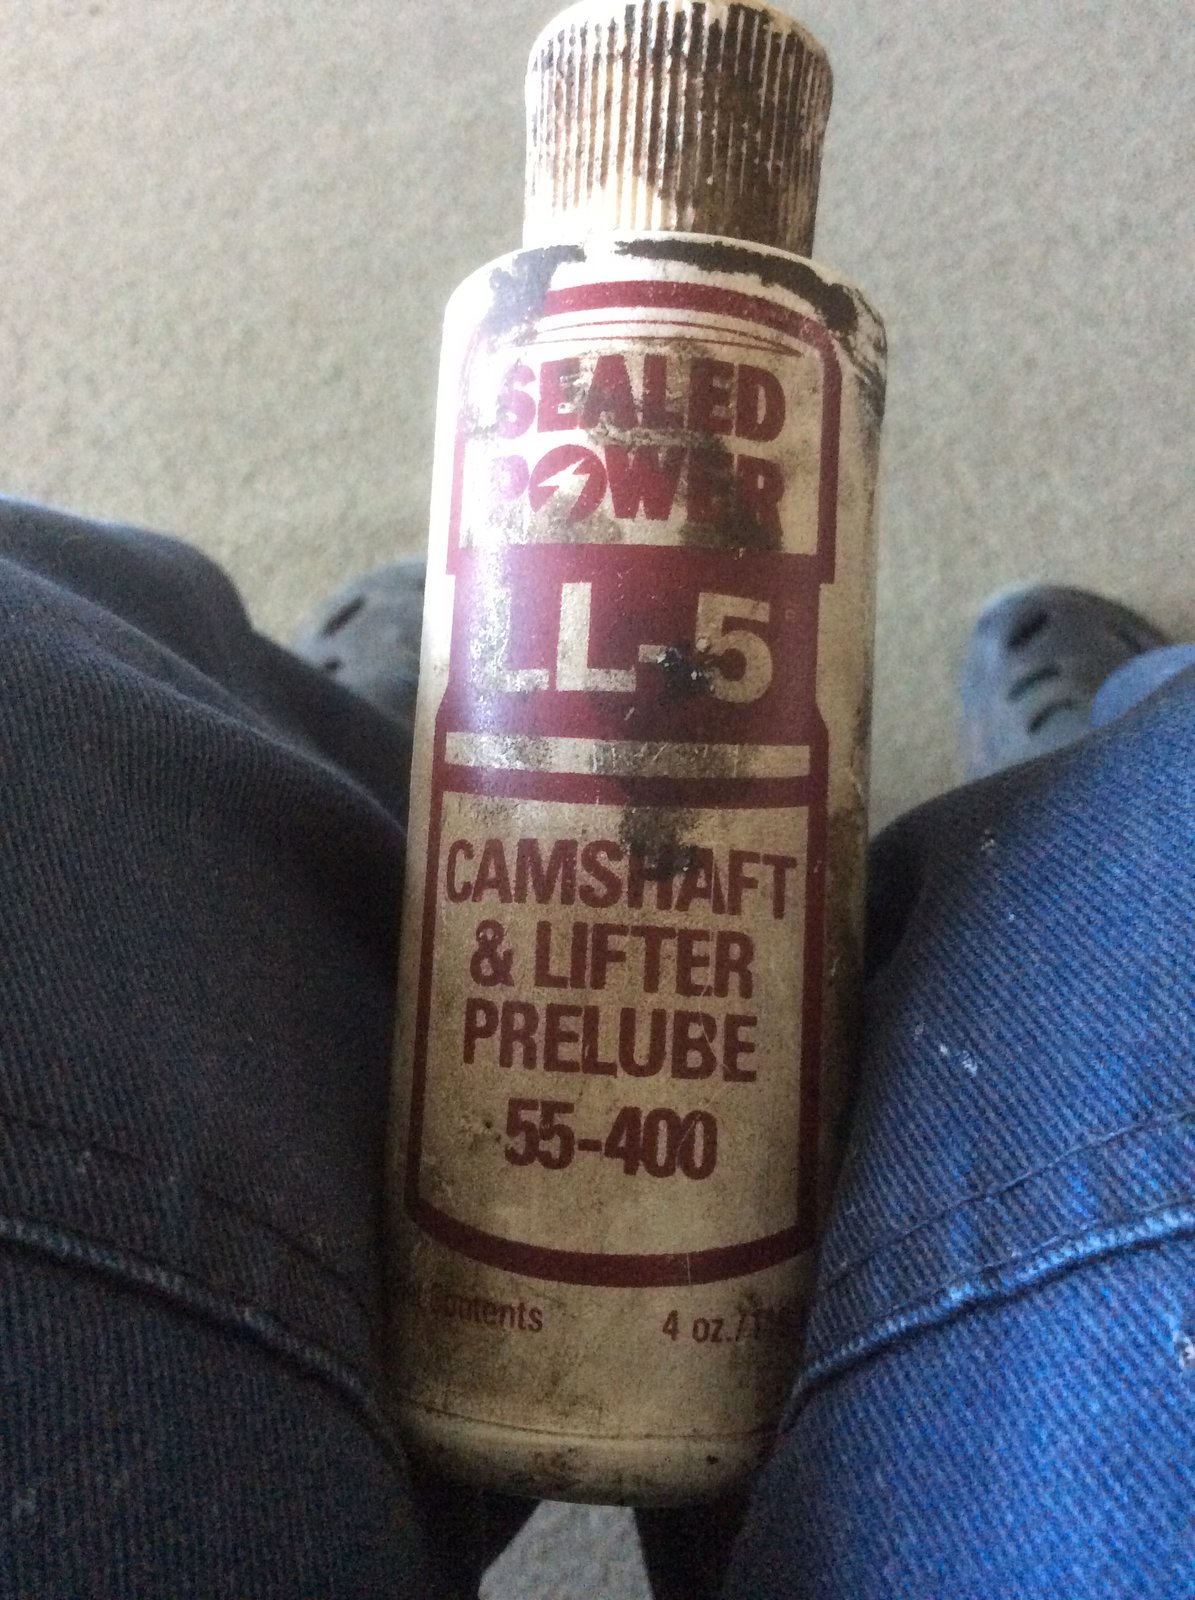 SEALED
POWER
LL-5
CAMSHAFT
& LIFTER
PRELUBE
55-400
Contents 4 oz./